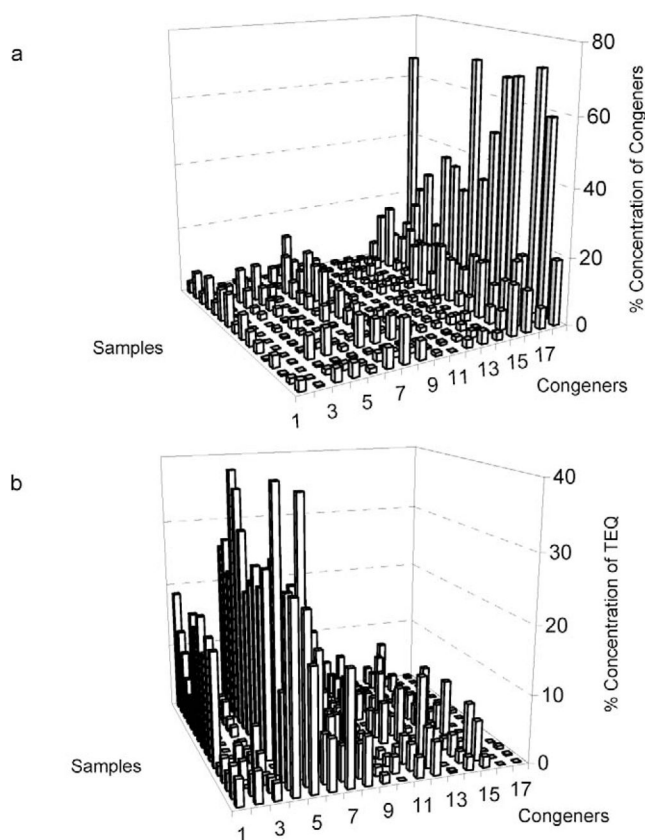 a
80
60
40
20
0
% Concentration of Congeners
Samples
Congeners
1 3 5 7 9 11 13 15 17
b
40
30
20
10
0
% Concentration of TEQ
Samples
Congeners
1 3 5 7 9 11 13 15 17